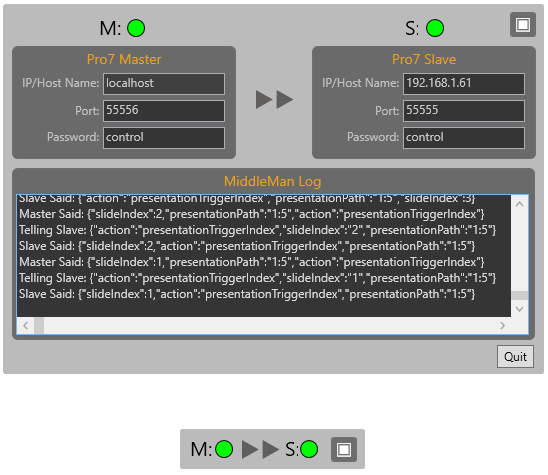 M: S:
Pro7 Master
IP/Host Name: localhost
Port: 55556
Password: control
Pro7 Slave
IP/Host Name: 192.168.1.61
Port: 55555
Password: control
MiddleMan Log
Slave Said: {"action":"presentationTriggerIndex","presentationPath":"1:5","slideIndex":3}
Master Said: {"slideIndex":2,"presentationPath":"1:5","action":"presentationTriggerIndex"}
Telling Slave: {"action":"presentationTriggerIndex","slideIndex":"2","presentationPath":"1:5"}
Slave Said: {"slideIndex":2,"action":"presentationTriggerIndex","presentationPath":"1:5"}
Master Said: {"slideIndex":1,"presentationPath":"1:5","action":"presentationTriggerIndex"}
Telling Slave: {"action":"presentationTriggerIndex","slideIndex":"1","presentationPath":"1:5"}
Slave Said: {"slideIndex":1,"action":"presentationTriggerIndex","presentationPath":"1:5"}
Quit
M: S: